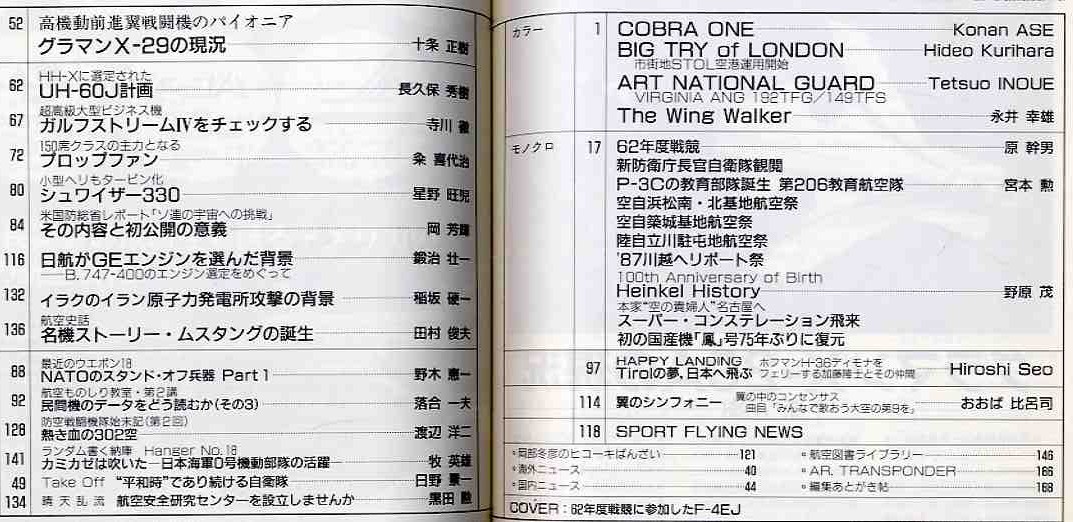 52 高機動前進翼戦闘機のパイオニア
グラマンX-29の現況 十条 正樹
HH-Xに選定された
62 UH-60J計画 長久保 秀樹
超高級大型ビジネス機
67 ガルフストリームⅣをチェックする 寺川 徹
150席クラスの主力となる
72 プロップファン 粂 喜代治
小型ヘリもタービン化
80 シュワイザー330 星野 旺児
米国防総省レポート「ソ連の宇宙への挑戦」
84 その内容と初公開の意義 岡 芳輝
116 日航がGEエンジンを選んだ背景 鍛治 壮一
──B.747-400のエンジン選定をめぐって
132 イラクのイラン原子力発電所攻撃の背景 稲坂 硬一
航空史話
136 名機ストーリー・ムスタングの誕生 田村 俊夫
最近のウエポン18
88 NATOのスタンド・オフ兵器 Part 1 野木 恵一
航空ものしり教室・第2講
92 民間機のデータをどう読むか(その3) 落合 一夫
防空戦闘機隊始末記(第2回)
128 熱き血の302空 渡辺 洋二
ランダム書く納庫 Hanger No.18
141 カミカゼは吹いた─日本海軍0号機動部隊の活躍 牧 英雄
49 Take Off “平和時”であり続ける自衛隊 日野 景一
134 晴天乱流 航空安全研究センターを設立しませんか 黒田 勲
カラー 1 COBRA ONE Konan ASE
BIG TRY of LONDON Hideo Kurihara
市街地STOL空港運用開始
ART NATIONAL GUARD Tetsuo INOUE
VIRGINIA ANG 192TFG/149TFS
The Wing Walker 永井 幸雄
モノクロ 17 62年度戦競 原 幹男
新防衛庁長官自衛隊観閲
P-3Cの教育部隊誕生 第206教育航空隊 宮本 勲
空自浜松南・北基地航空祭
空自築城基地航空祭
陸自立川駐屯地航空祭
'87川越ヘリポート祭
100th Anniversary of Birth
Heinkel History 野原 茂
本家“空の貴婦人”名古屋へ
スーパー・コンステレーション飛来
初の国産機「鳳」号75年ぶりに復元
97 HAPPY LANDING ホフマンH-36ディモナを
Tirolの夢、日本へ飛ぶ フェリーする加藤隆士とその仲間 Hiroshi Seo
114 翼のシンフォニー 翼の中のコンセンサス
曲目「みんなで歌おう大空の第9を」 おおば 比呂司
118 SPORT FLYING NEWS
◦岡部冬彦のヒコーキばんざい 121
◦海外ニュース 40
◦国内ニュース 44
◦航空図書ライブラリー 146
◦AR. TRANSPONDER 166
◦編集あとがき帖 168
COVER:62年度戦競に参加したF-4EJ